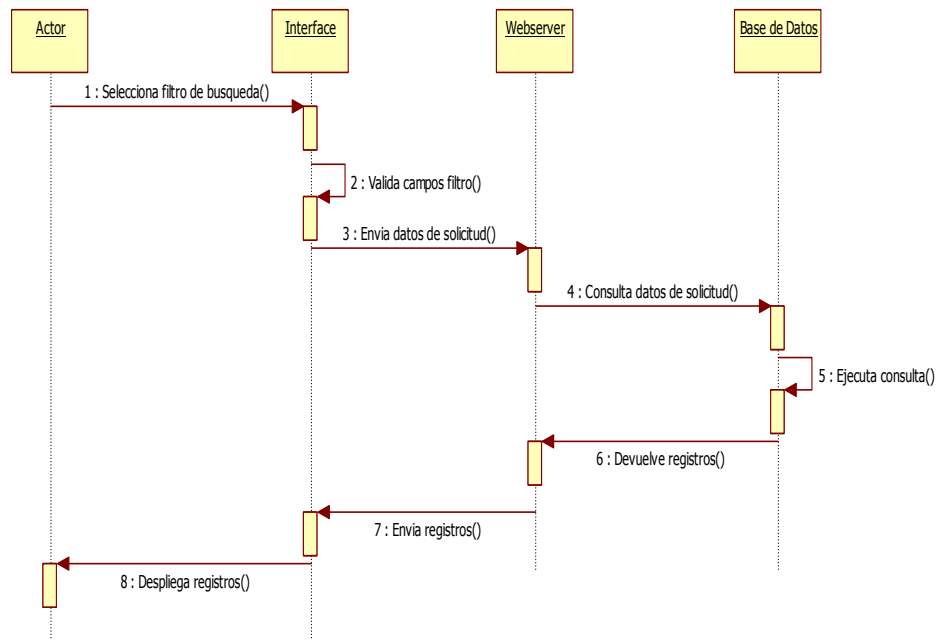 Actor
Interface
Webserver
Base de Datos
1 : Selecciona filtro de busqueda()
2 : Valida campos filtro()
3 : Envia datos de solicitud()
4 : Consulta datos de solicitud()
5 : Ejecuta consulta()
6 : Devuelve registros()
7 : Envia registros()
8 : Despliega registros()